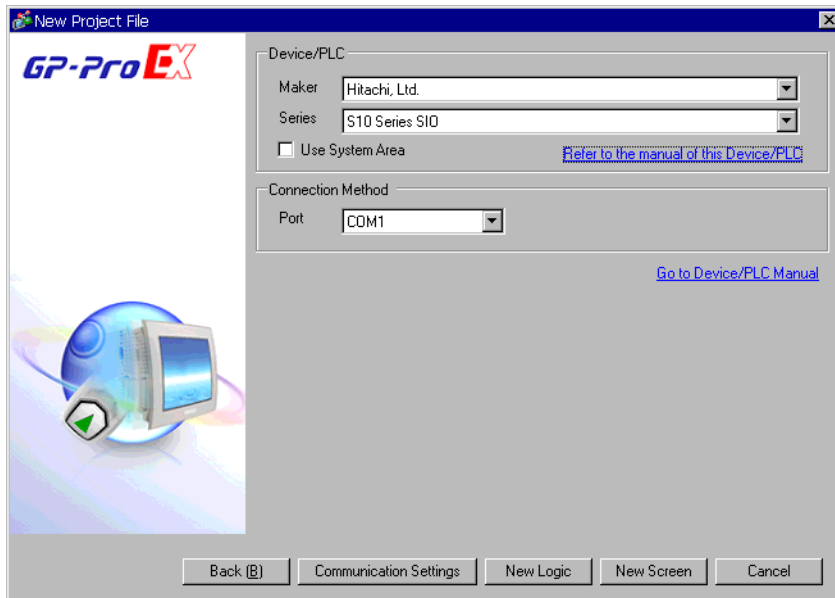 New Project File
GP-Pro EX
Device/PLC
Maker Hitachi, Ltd.
Series S10 Series SIO
Use System Area Refer to the manual of this Device/PLC
Connection Method
Port COM1
Go to Device/PLC Manual
Back (B) Communication Settings New Logic New Screen Cancel